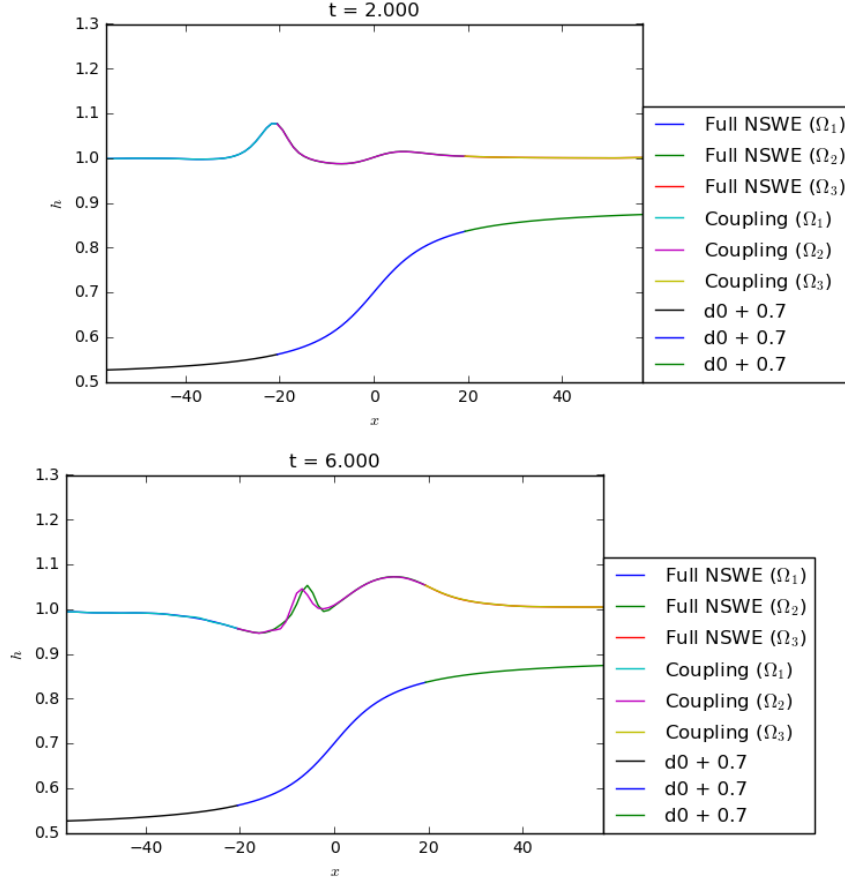 t = 2.000
1.3
1.2
1.1
1.0
0.9
0.8
0.7
0.6
0.5
h
−40
−20
0
20
40
x
Full NSWE (Ω₁)
Full NSWE (Ω₂)
Full NSWE (Ω₃)
Coupling (Ω₁)
Coupling (Ω₂)
Coupling (Ω₃)
d0 + 0.7
d0 + 0.7
d0 + 0.7
t = 6.000
1.3
1.2
1.1
1.0
0.9
0.8
0.7
0.6
0.5
h
−40
−20
0
20
40
x
Full NSWE (Ω₁)
Full NSWE (Ω₂)
Full NSWE (Ω₃)
Coupling (Ω₁)
Coupling (Ω₂)
Coupling (Ω₃)
d0 + 0.7
d0 + 0.7
d0 + 0.7